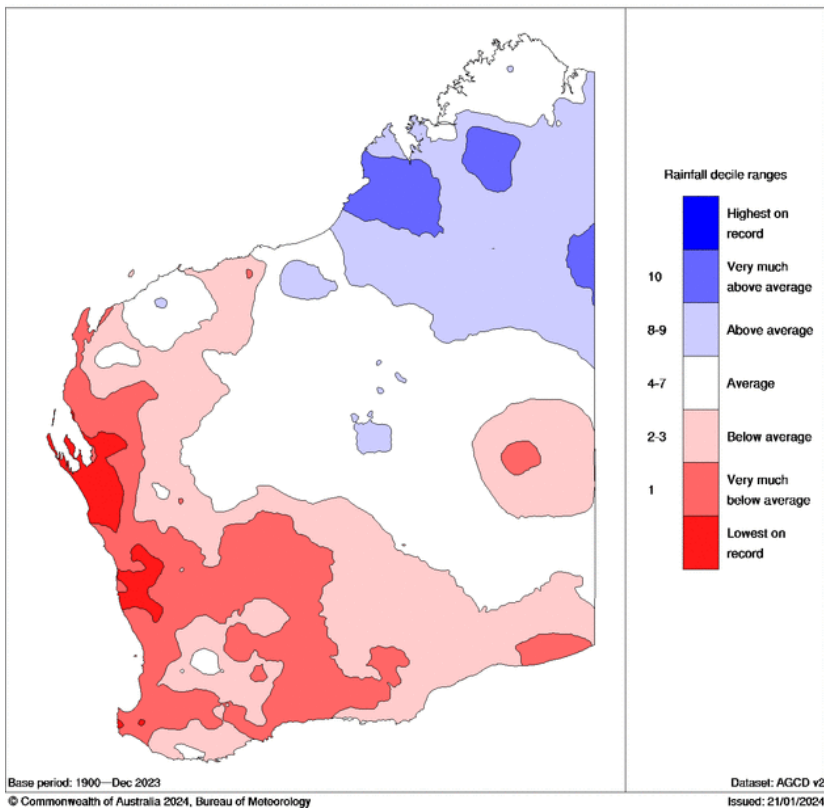 Rainfall decile ranges
Highest on
record
10
Very much
above average
8-9
Above average
4-7
Average
2-3
Below average
1
Very much
below average
Lowest on
record
Base period: 1900—Dec 2023
Dataset: AGCD v2
© Commonwealth of Australia 2024, Bureau of Meteorology
Issued: 21/01/2024